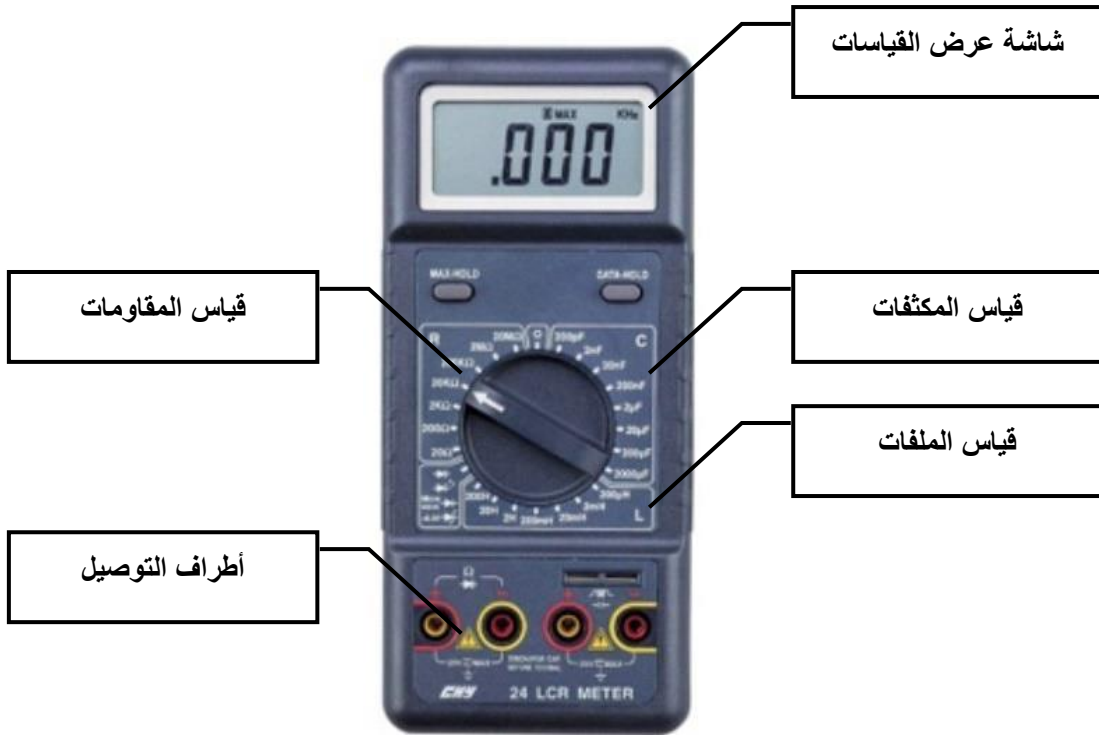 شاشة عرض القياسات
MAX KHz
.000
قياس المقاومات
MAX-HOLD
DATA-HOLD
قياس المكثفات
R
C
20MΩ
2MΩ
20KΩ
2KΩ
200Ω
20Ω
200pF
2nF
20nF
200nF
2µF
20µF
200µF
2000µF
قياس الملفات
200µH
2mH
20mH
200mH
2H
20H
200H
L
أطراف التوصيل
Ω
CHY 24 LCR METER